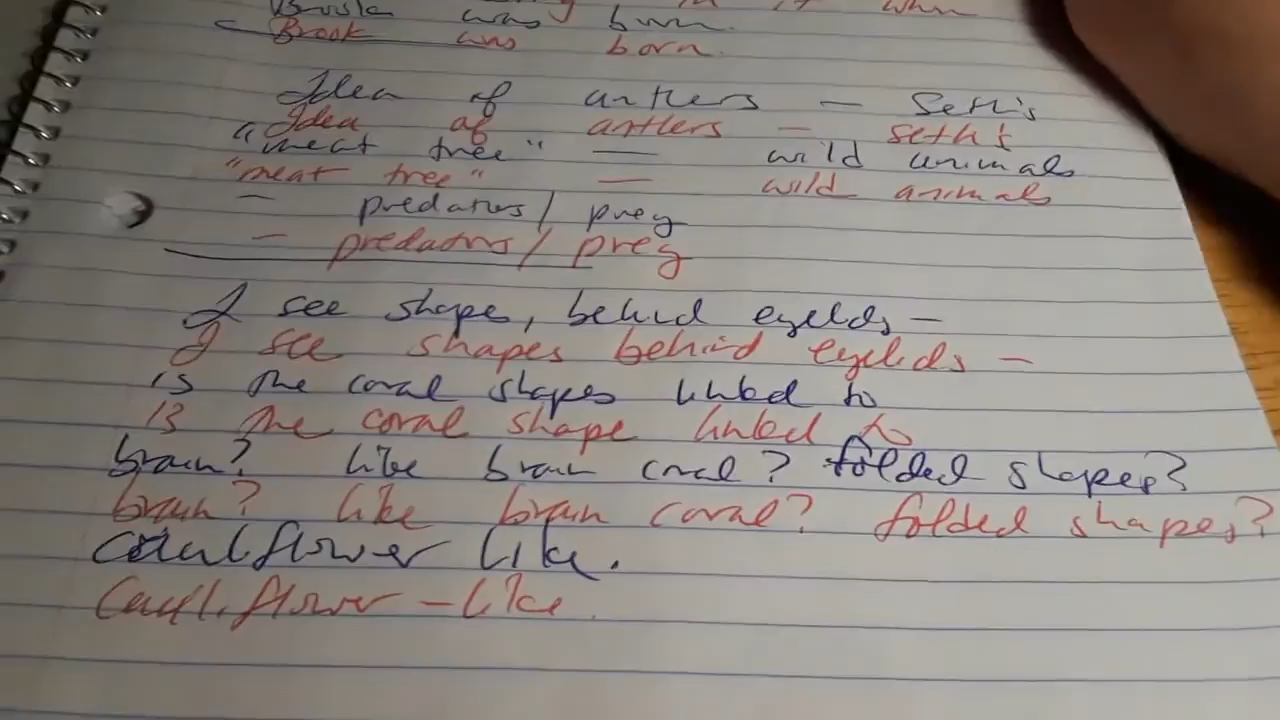 when
was born.
Brook was born.
Idea of antlers — Seth's
Idea of antlers — seth's
"meat tree" — wild animals
"meat tree" — wild animals
— predators / prey
— predators / prey
I see shapes, behind eyelids —
I see shapes behind eyelids —
is the coral shapes linked to
is the coral shape linked to
brain? like brain coral? folded shapes?
brain? like brain coral? folded shapes?
like.
Cauliflower - like.